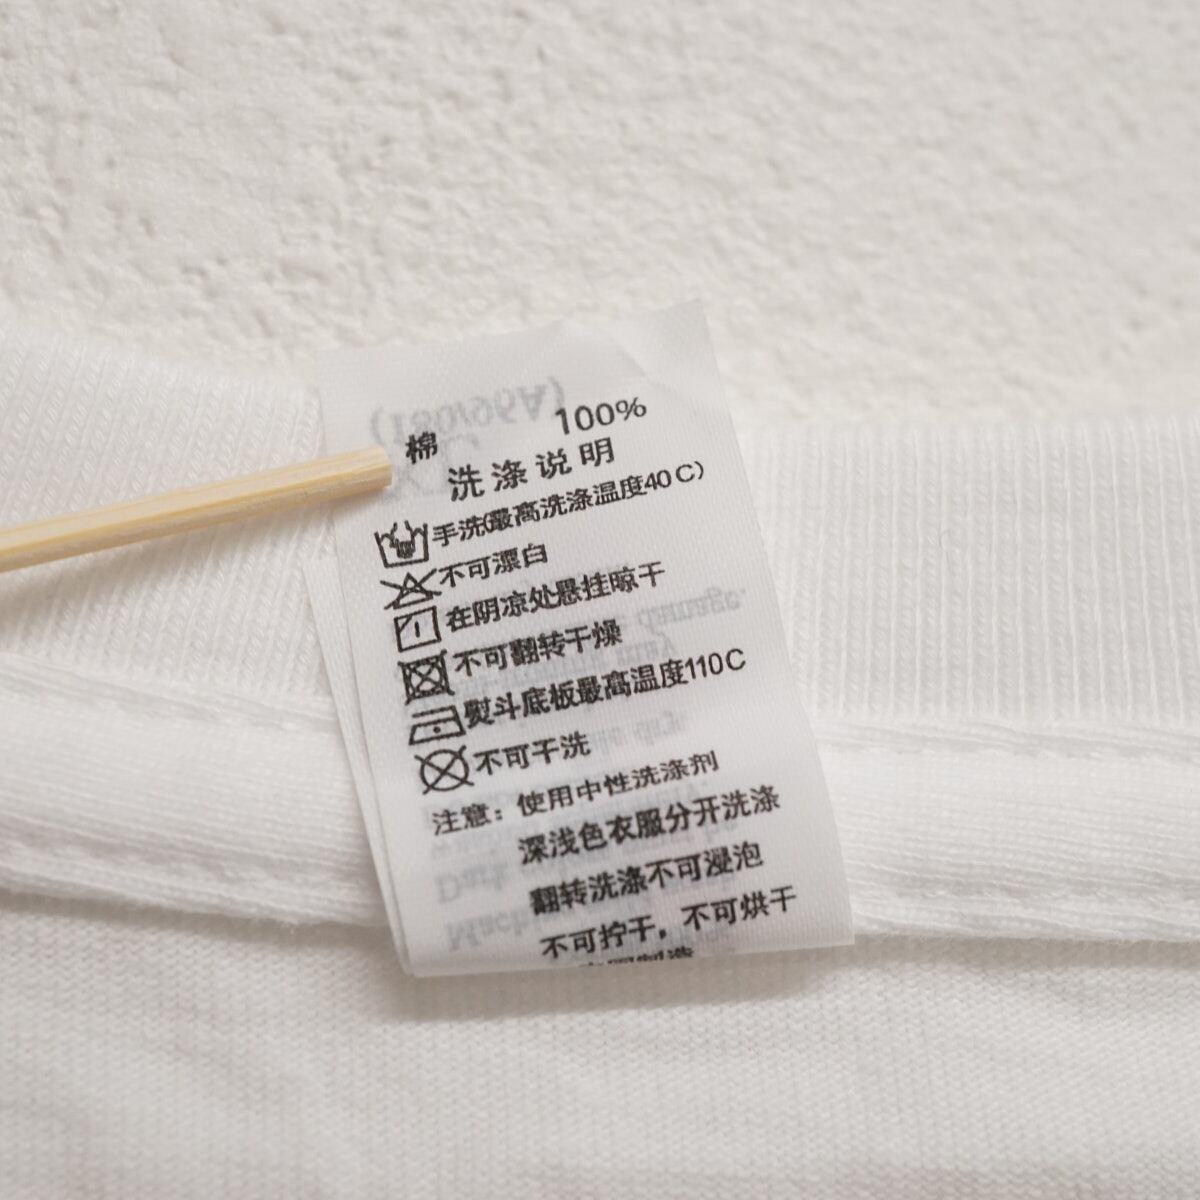 棉 100%
洗涤说明
手洗(最高洗涤温度40C)
不可漂白
在阴凉处悬挂晾干
不可翻转干燥
熨斗底板最高温度110C
不可干洗
注意：使用中性洗涤剂
深浅色衣服分开洗涤
翻转洗涤不可浸泡
不可拧干，不可烘干